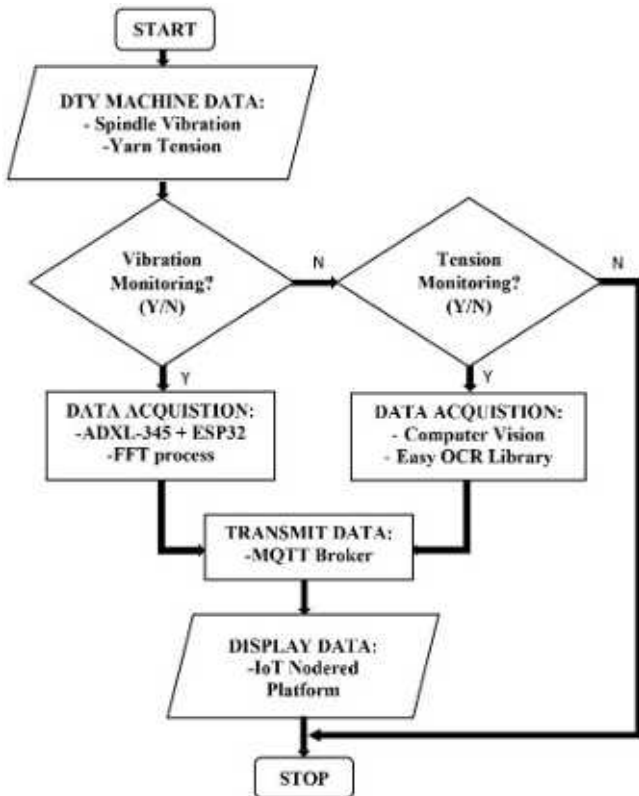 START
DTY MACHINE DATA:
- Spindle Vibration
-Yarn Tension
Vibration
Monitoring?
(Y/N)
N
Tension
Monitoring?
(Y/N)
N
Y
Y
DATA ACQUISTION:
-ADXL-345 + ESP32
-FFT process
DATA ACQUISTION:
- Computer Vision
- Easy OCR Library
TRANSMIT DATA:
-MQTT Broker
DISPLAY DATA:
-IoT Nodered
Platform
STOP